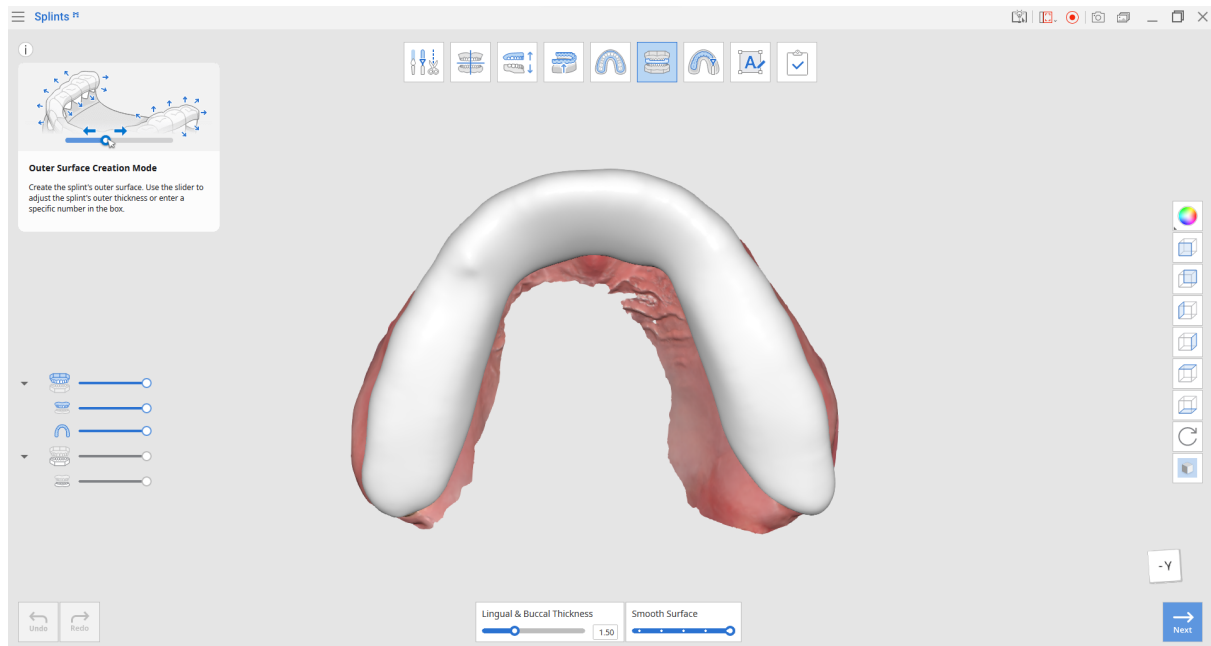 Splints
i
Outer Surface Creation Mode
Create the splint's outer surface. Use the slider to
adjust the splint's outer thickness or enter a
specific number in the box.
A
- Y
Undo
Redo
Lingual & Buccal Thickness
1.50
Smooth Surface
Next